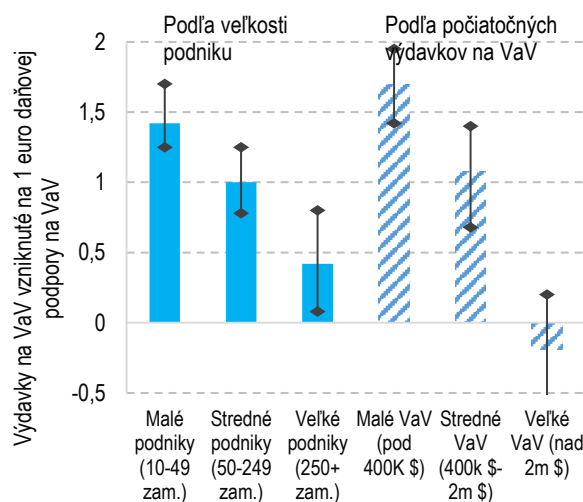 Podľa veľkosti
podniku
Podľa počiatočných
výdavkov na VaV
Výdavky na VaV vzniknuté na 1 euro daňovej
podpory na VaV
2
1,5
1
0,5
0
-0,5
Malé
podniky
(10-49
zam.)
Stredné
podniky
(50-249
zam.)
Veľké
podniky
(250+
zam.)
Malé VaV
(pod
400K $)
Stredné
VaV
(400k $-
2m $)
Veľké
VaV (nad
2m $)